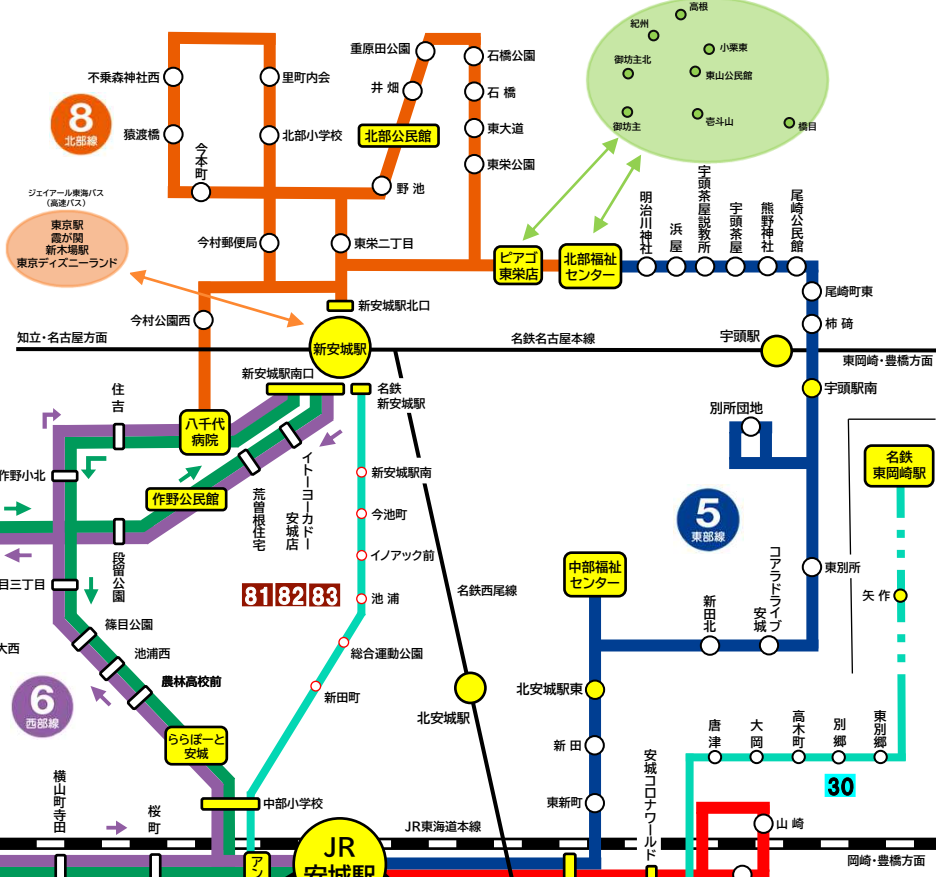 高根
紀州
小栗東
御坊主北
東山公民館
御坊主
壱斗山
橋目
重原田公園
石橋公園
不乗森神社西
里町内会
井畑
石橋
8
北部線
猿渡橋
北部小学校
北部公民館
東大道
今本町
野池
東栄公園
ジェイアール東海バス
（高速バス）
東京駅
霞が関
新木場駅
東京ディズニーランド
今村郵便局
東栄二丁目
ピアゴ
東栄店
北部福祉
センター
明治川神社
浜屋
宇頭茶屋説教所
宇頭茶屋
熊野神社
尾崎公民館
尾崎町東
柿碕
今村公園西
新安城駅北口
知立・名古屋方面
新安城駅
名鉄名古屋本線
宇頭駅
東岡崎・豊橋方面
新安城駅南口
名鉄
新安城駅
宇頭駅南
住吉
八千代
病院
別所団地
名鉄
東岡崎駅
作野小北
作野公民館
荒曽根住宅
イトーヨーカドー
安城店
新安城駅南
今池町
イノアック前
5
東部線
段留公園
目三丁目
81 82 83
池浦
名鉄西尾線
中部福祉
センター
コアラドライブ
安城
東別所
矢作
新田北
篠目公園
大西
池浦西
総合運動公園
農林高校前
新田町
6
西部線
北安城駅東
北安城駅
ららぽーと
安城
新田
唐津
大岡
高木町
別郷
東別郷
30
安城コロナワールド
横山町寺田
桜町
中部小学校
東新町
JR東海道本線
山崎
岡崎・豊橋方面
アン
JR
安城駅